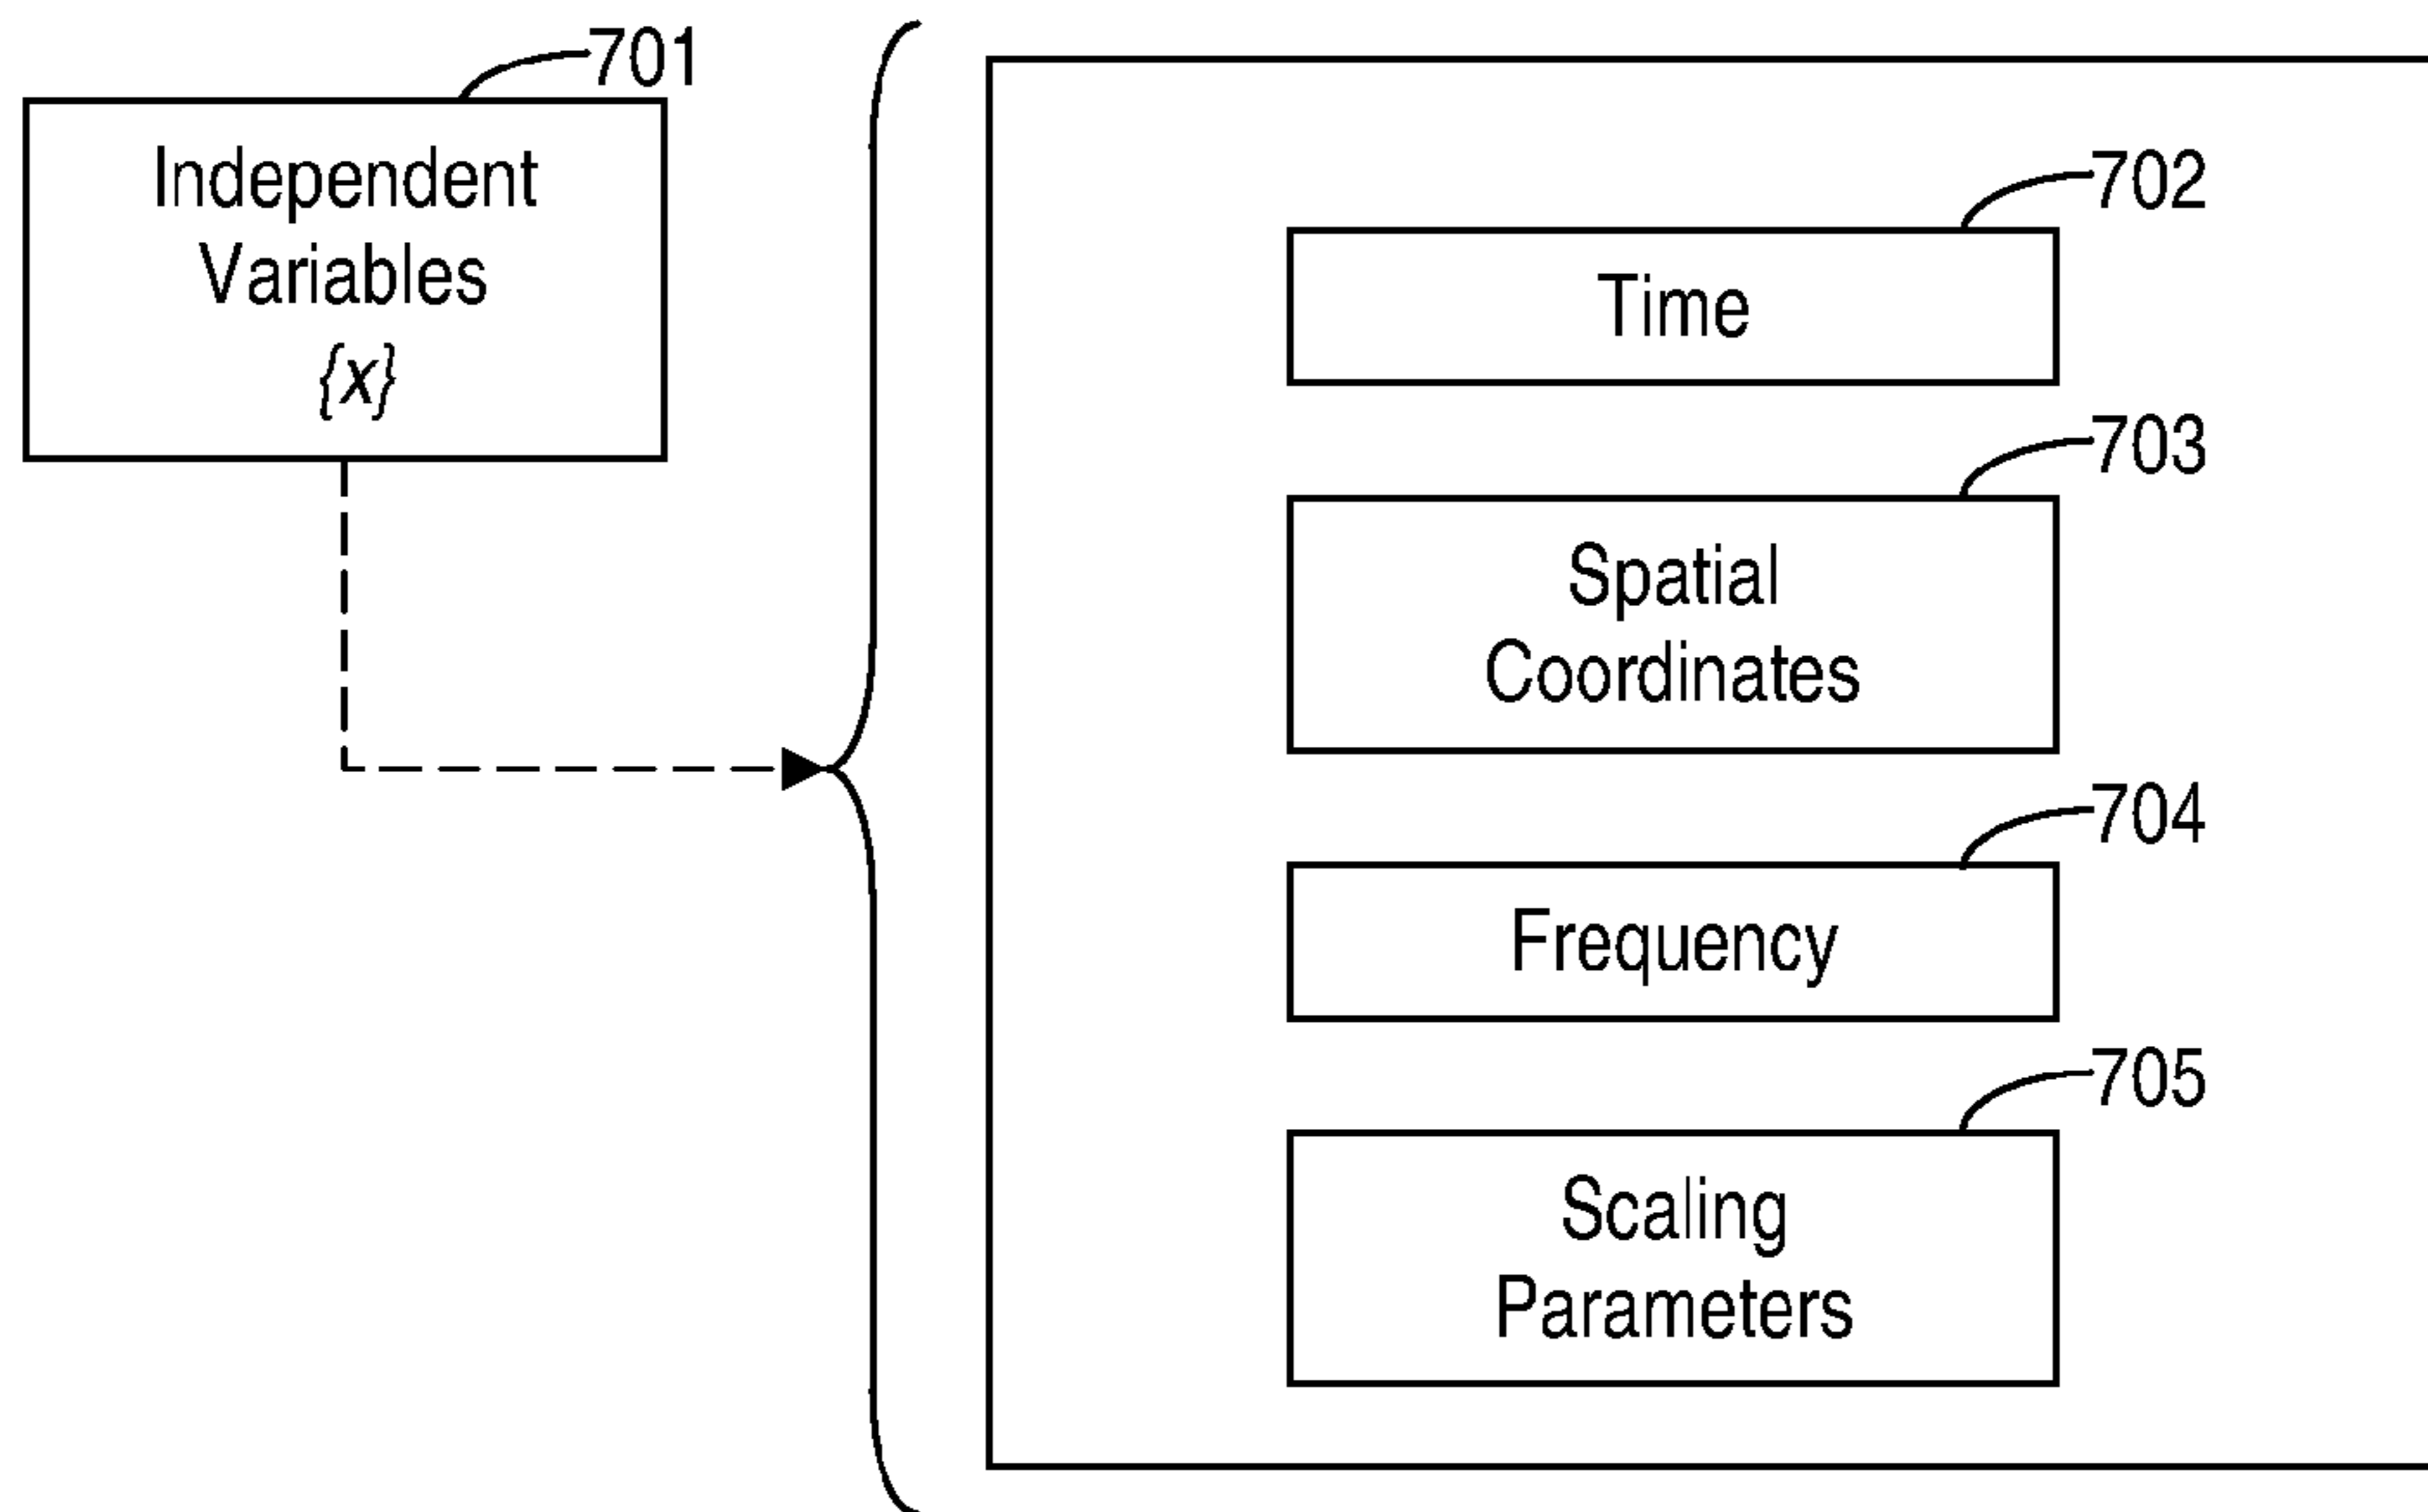 701
Independent
Variables
{x}
702
Time
703
Spatial
Coordinates
704
Frequency
705
Scaling
Parameters